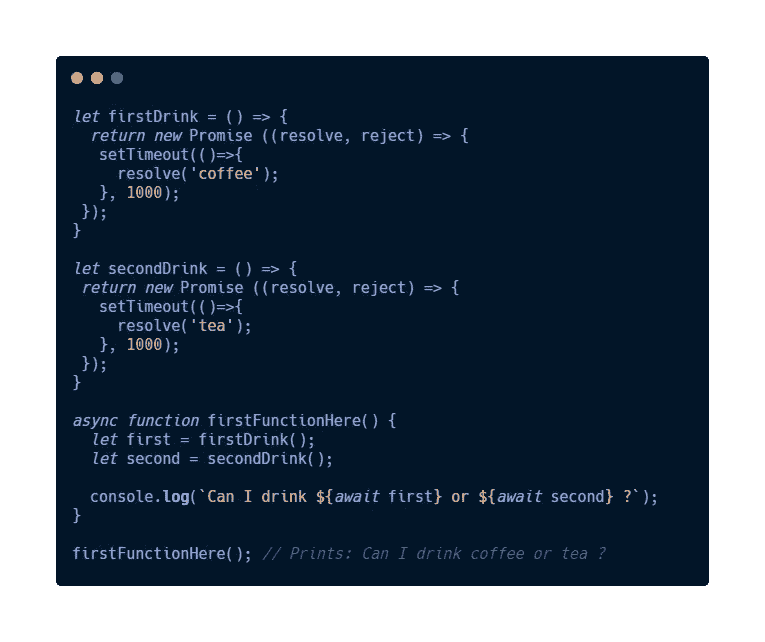 let firstDrink = () => {
  return new Promise ((resolve, reject) => {
   setTimeout(()=>{
     resolve('coffee');
   }, 1000);
 });
}

let secondDrink = () => {
 return new Promise ((resolve, reject) => {
   setTimeout(()=>{
     resolve('tea');
   }, 1000);
 });
}

async function firstFunctionHere() {
  let first = firstDrink();
  let second = secondDrink();

  console.log(`Can I drink ${await first} or ${await second} ?`);
}

firstFunctionHere(); // Prints: Can I drink coffee or tea ?